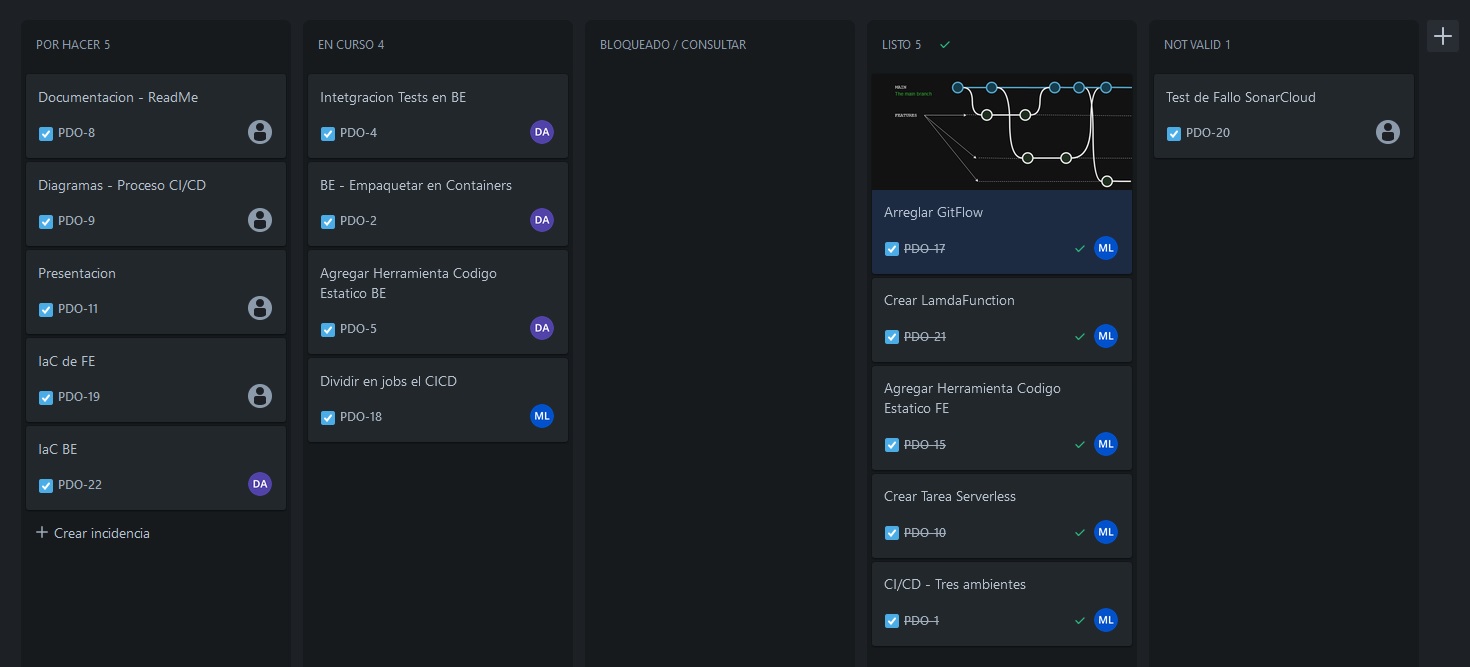 POR HACER 5
Documentacion - ReadMe
PDO-8
Diagramas - Proceso CI/CD
PDO-9
Presentacion
PDO-11
IaC de FE
PDO-19
IaC BE
PDO-22
DA
Crear incidencia
EN CURSO 4
Intetgracion Tests en BE
PDO-4
DA
BE - Empaquetar en Containers
PDO-2
DA
Agregar Herramienta Codigo
Estatico BE
PDO-5
DA
Dividir en jobs el CICD
PDO-18
ML
BLOQUEADO / CONSULTAR
LISTO 5
MAIN
The main branch
FEATURES
Arreglar GitFlow
PDO-17
ML
Crear LamdaFunction
PDO-21
ML
Agregar Herramienta Codigo
Estatico FE
PDO-15
ML
Crear Tarea Serverless
PDO-10
ML
CI/CD - Tres ambientes
PDO-1
ML
NOT VALID 1
Test de Fallo SonarCloud
PDO-20